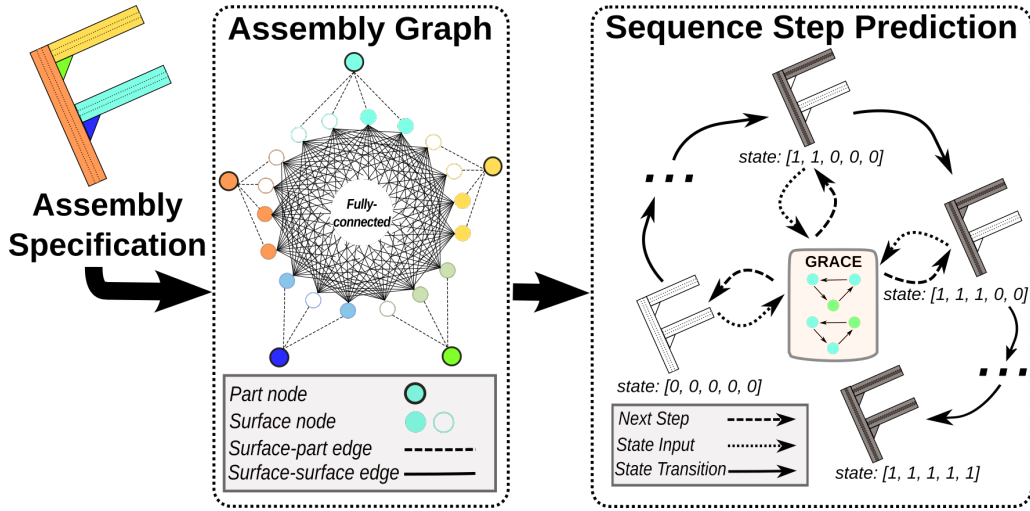 Assembly
Specification
Assembly Graph
Fully-
connected
Part node
Surface node
Surface-part edge
Surface-surface edge
Sequence Step Prediction
state: [1, 1, 0, 0, 0]
...
GRACE
state: [1, 1, 1, 0, 0]
state: [0, 0, 0, 0, 0]
...
state: [1, 1, 1, 1, 1]
Next Step
State Input
State Transition